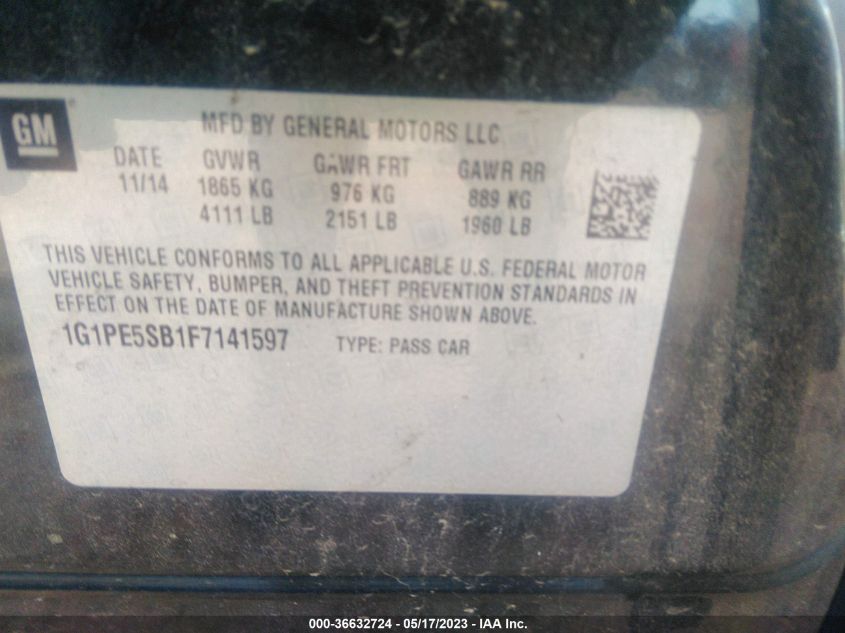 GM
MFD BY GENERAL MOTORS LLC
DATE GVWR GAWR FRT GAWR RR
11/14 1865 KG 976 KG 889 KG
4111 LB 2151 LB 1960 LB
THIS VEHICLE CONFORMS TO ALL APPLICABLE U.S. FEDERAL MOTOR
VEHICLE SAFETY, BUMPER, AND THEFT PREVENTION STANDARDS IN
EFFECT ON THE DATE OF MANUFACTURE SHOWN ABOVE.
1G1PE5SB1F7141597 TYPE: PASS CAR
000-36632724 - 05/17/2023 - IAA Inc.